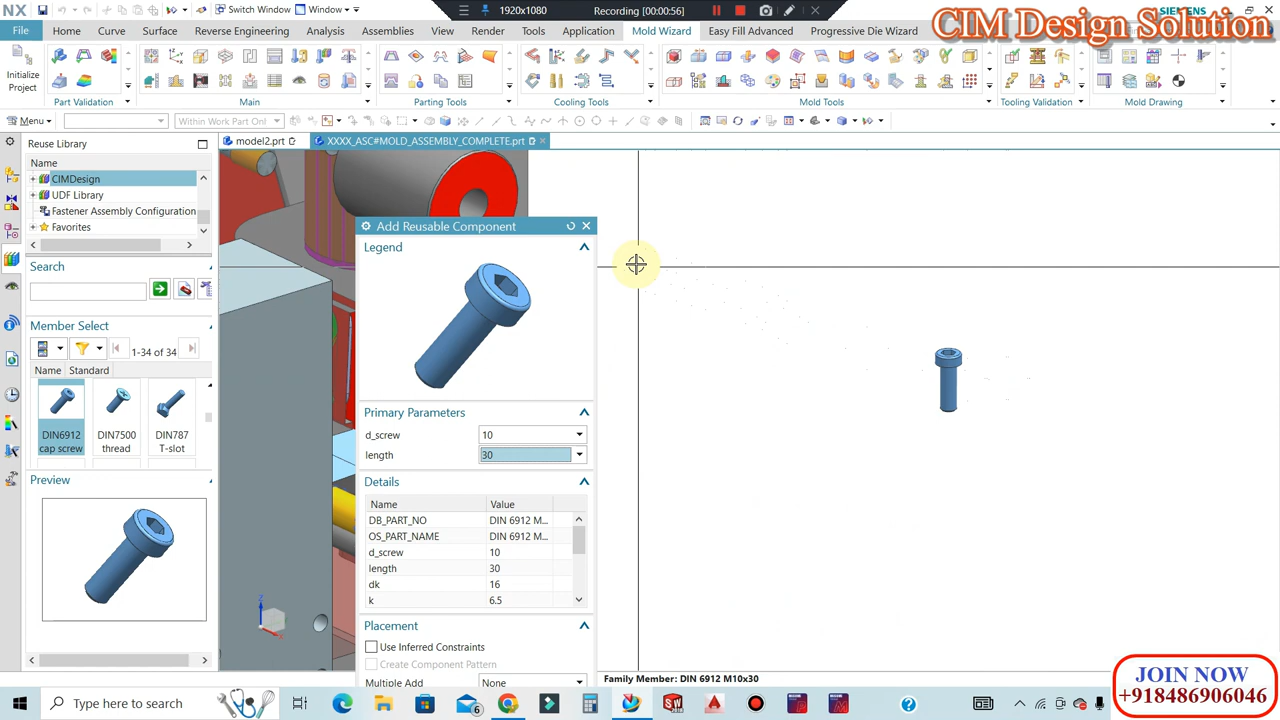 NX Switch Window Window 1920x1080 Recording [00:00:56] SIEMENS
CIM Design Solution
File Home Curve Surface Reverse Engineering Analysis Assemblies View Render Tools Application Mold Wizard Easy Fill Advanced Progressive Die Wizard
Initialize
Project
Part Validation Main Parting Tools Cooling Tools Mold Tools Tooling Validation Mold Drawing
Menu Within Work Part Only
Reuse Library
model2.prt XXXX_ASC#MOLD_ASSEMBLY_COMPLETE.prt
Name
CIMDesign
UDF Library
Fastener Assembly Configuration
Favorites
Search
Member Select
1-34 of 34
Name Standard
DIN6912
cap screw
DIN7500
thread
DIN787
T-slot
Preview
Add Reusable Component
Legend
Primary Parameters
d_screw 10
length 30
Details
Name Value
DB_PART_NO DIN 6912 M...
OS_PART_NAME DIN 6912 M...
d_screw 10
length 30
dk 16
k 6.5
Placement
Use Inferred Constraints
Create Component Pattern
Multiple Add None
Z
Family Member: DIN 6912 M10x30
JOIN NOW
+918486906046
Type here to search
6